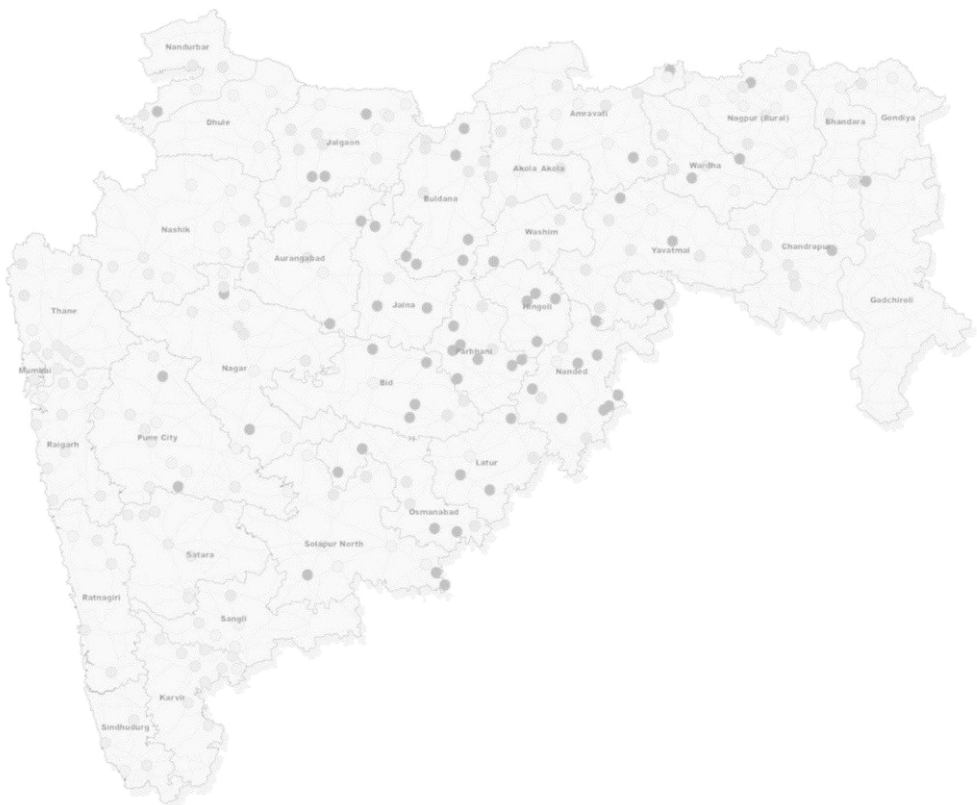 Nandurbar
Dhule
Jalgaon
Amravati
Nagpur (Rural)
Bhandara
Gondiya
Akola Akola
Wardha
Buldana
Nashik
Washim
Yavatmal
Chandrapur
Aurangabad
Gadchiroli
Thane
Jalna
Hingoli
Parbhani
Mumbai
Nagar
Bid
Nanded
Pune City
Raigarh
Latur
Osmanabad
Solapur North
Satara
Ratnagiri
Sangli
Karvir
Sindhudurg